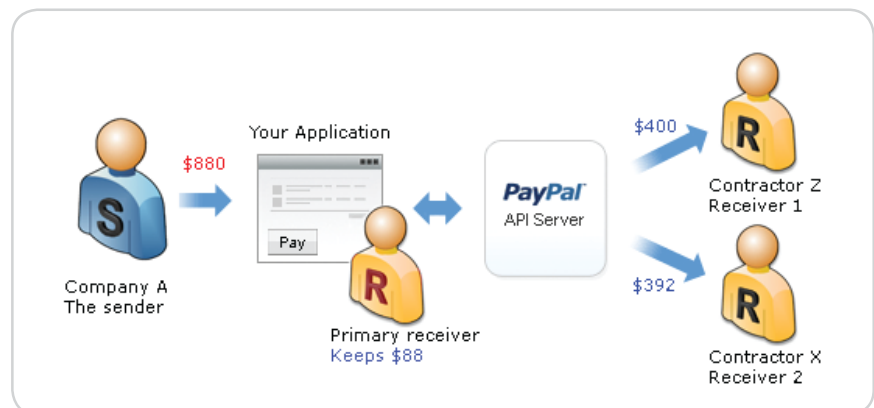 Your Application
$880
$400
S
Pay
R
PayPal
API Server
R
Contractor Z
Receiver 1
Company A
The sender
Primary receiver
Keeps $88
$392
R
Contractor X
Receiver 2